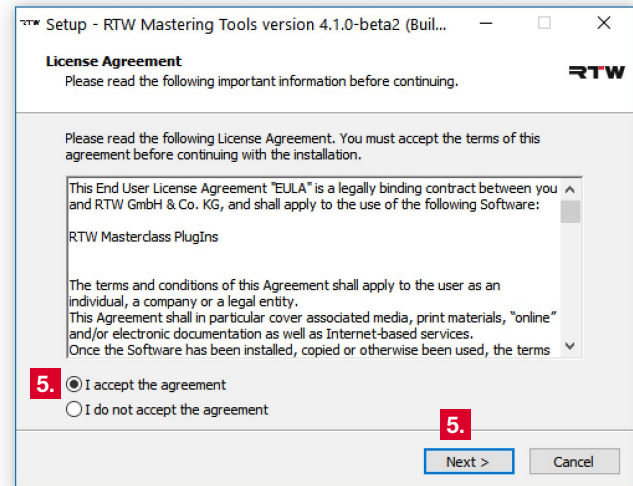 RTW Setup - RTW Mastering Tools version 4.1.0-beta2 (Buil...
License Agreement
Please read the following important information before continuing.
RTW
Please read the following License Agreement. You must accept the terms of this
agreement before continuing with the installation.
This End User License Agreement "EULA" is a legally binding contract between you
and RTW GmbH & Co. KG, and shall apply to the use of the following Software:
RTW Masterclass PlugIns
The terms and conditions of this Agreement shall apply to the user as an
individual, a company or a legal entity.
This Agreement shall in particular cover associated media, print materials, “online”
and/or electronic documentation as well as Internet-based services.
Once the Software has been installed, copied or otherwise been used, the terms
5. I accept the agreement
I do not accept the agreement
5.
Next > Cancel